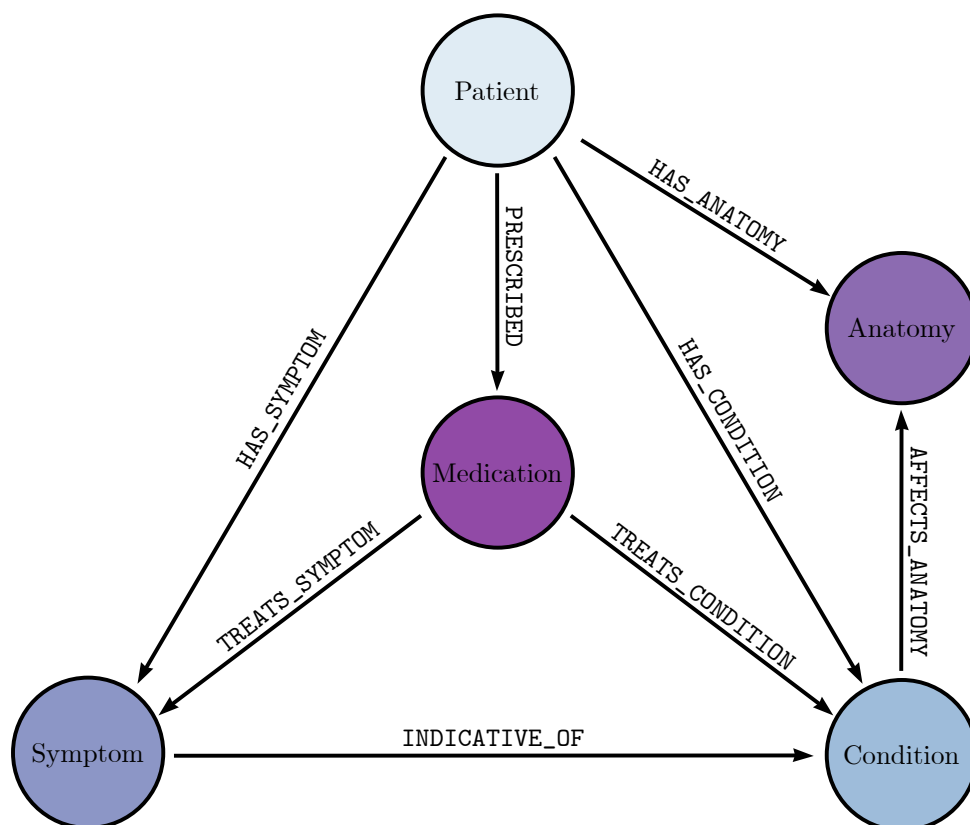 Patient
HAS_ANATOMY
PRESCRIBED
Anatomy
HAS_SYMPTOM
HAS_CONDITION
Medication
AFFECTS_ANATOMY
TREATS_SYMPTOM
TREATS_CONDITION
INDICATIVE_OF
Symptom
Condition